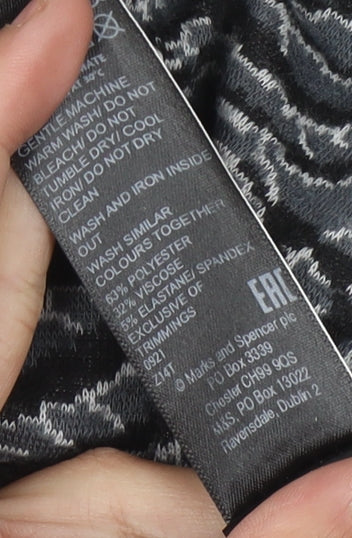 GENTLE MACHINE
WARM WASH/ DO NOT
BLEACH/ DO NOT
TUMBLE DRY/ COOL
IRON/ DO NOT DRY
CLEAN
WASH AND IRON INSIDE
OUT
WASH SIMILAR
COLOURS TOGETHER
63% POLYESTER
32% VISCOSE
5% ELASTANE/ SPANDEX
EXCLUSIVE OF
TRIMMINGS
0921
Z14T
EAC
© Marks and Spencer plc
PO Box 3339
Chester CH99 9QS
M&S, PO Box 13022
Ravensdale, Dublin 2